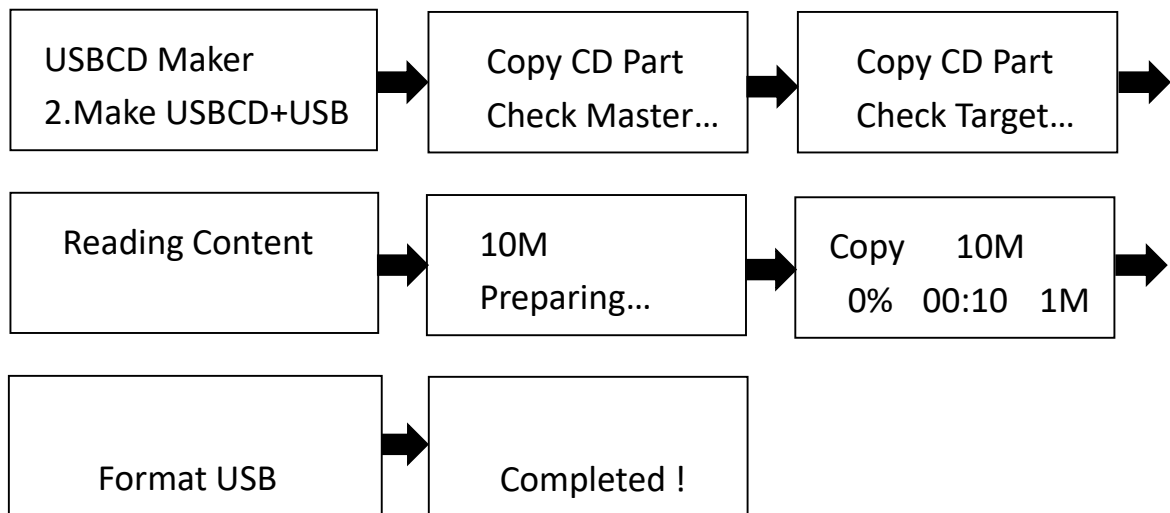 USBCD Maker
2.Make USBCD+USB
Copy CD Part
Check Master…
Copy CD Part
Check Target…
Reading Content
10M
Preparing…
Copy 10M
0% 00:10 1M
Format USB
Completed !